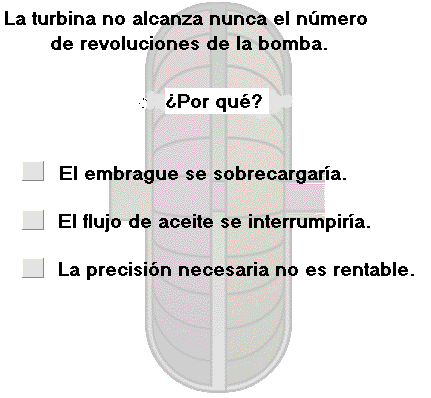 La turbina no alcanza nunca el número
de revoluciones de la bomba.
¿Por qué?
El embrague se sobrecargaría.
El flujo de aceite se interrumpiría.
La precisión necesaria no es rentable.